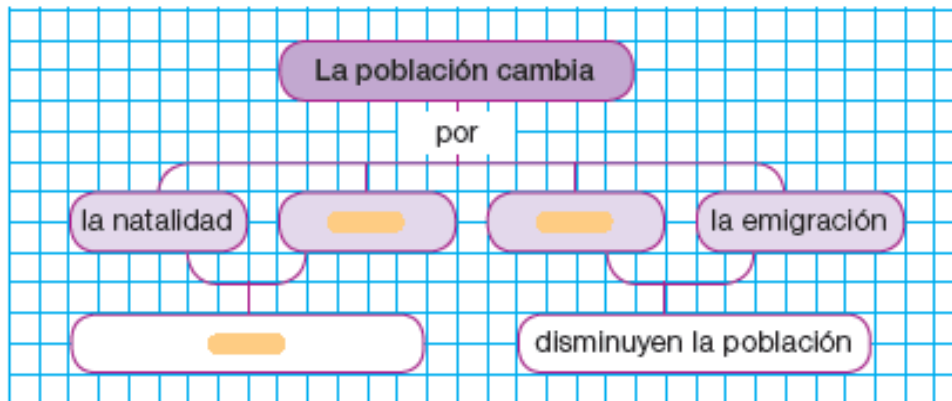 La población cambia
por
la natalidad
la emigración
disminuyen la población